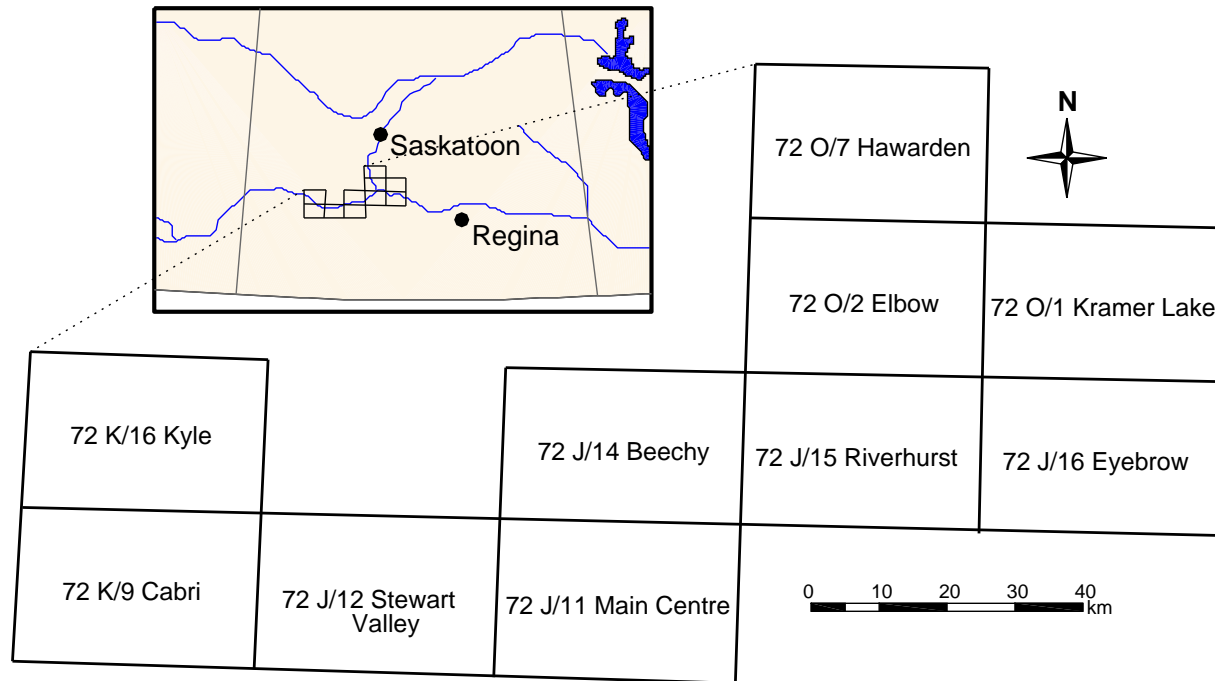 N
Saskatoon
Regina
72 O/7 Hawarden
72 O/2 Elbow
72 O/1 Kramer Lake
72 K/16 Kyle
72 J/14 Beechy
72 J/15 Riverhurst
72 J/16 Eyebrow
72 K/9 Cabri
72 J/12 Stewart
Valley
72 J/11 Main Centre
0 10 20 30 40
km